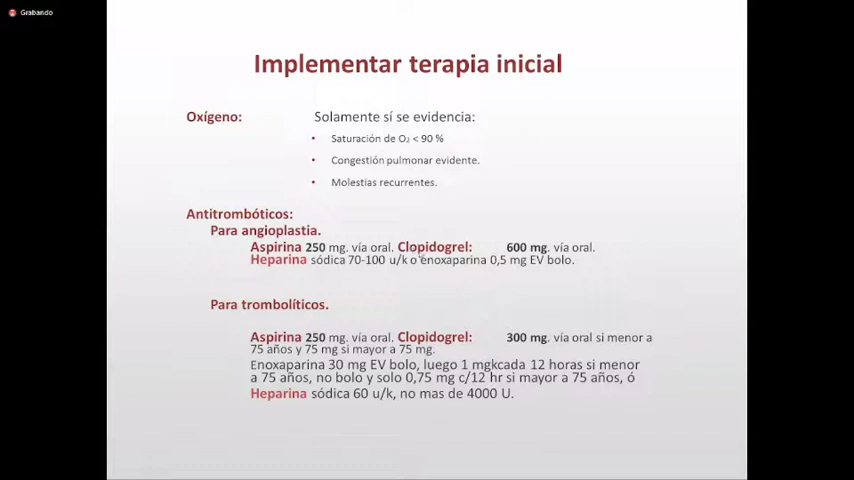 Grabando
Implementar terapia inicial
Oxígeno: Solamente sí se evidencia:
• Saturación de O₂ < 90 %
• Congestión pulmonar evidente.
• Molestias recurrentes.
Antitrombóticos:
Para angioplastia.
Aspirina 250 mg. vía oral. Clopidogrel: 600 mg. vía oral.
Heparina sódica 70-100 u/k o enoxaparina 0,5 mg EV bolo.
Para trombolíticos.
Aspirina 250 mg. vía oral. Clopidogrel: 300 mg. vía oral si menor a
75 años y 75 mg si mayor a 75 mg.
Enoxaparina 30 mg EV bolo, luego 1 mgkcada 12 horas si menor
a 75 años, no bolo y solo 0,75 mg c/12 hr si mayor a 75 años, ó
Heparina sódica 60 u/k, no mas de 4000 U.